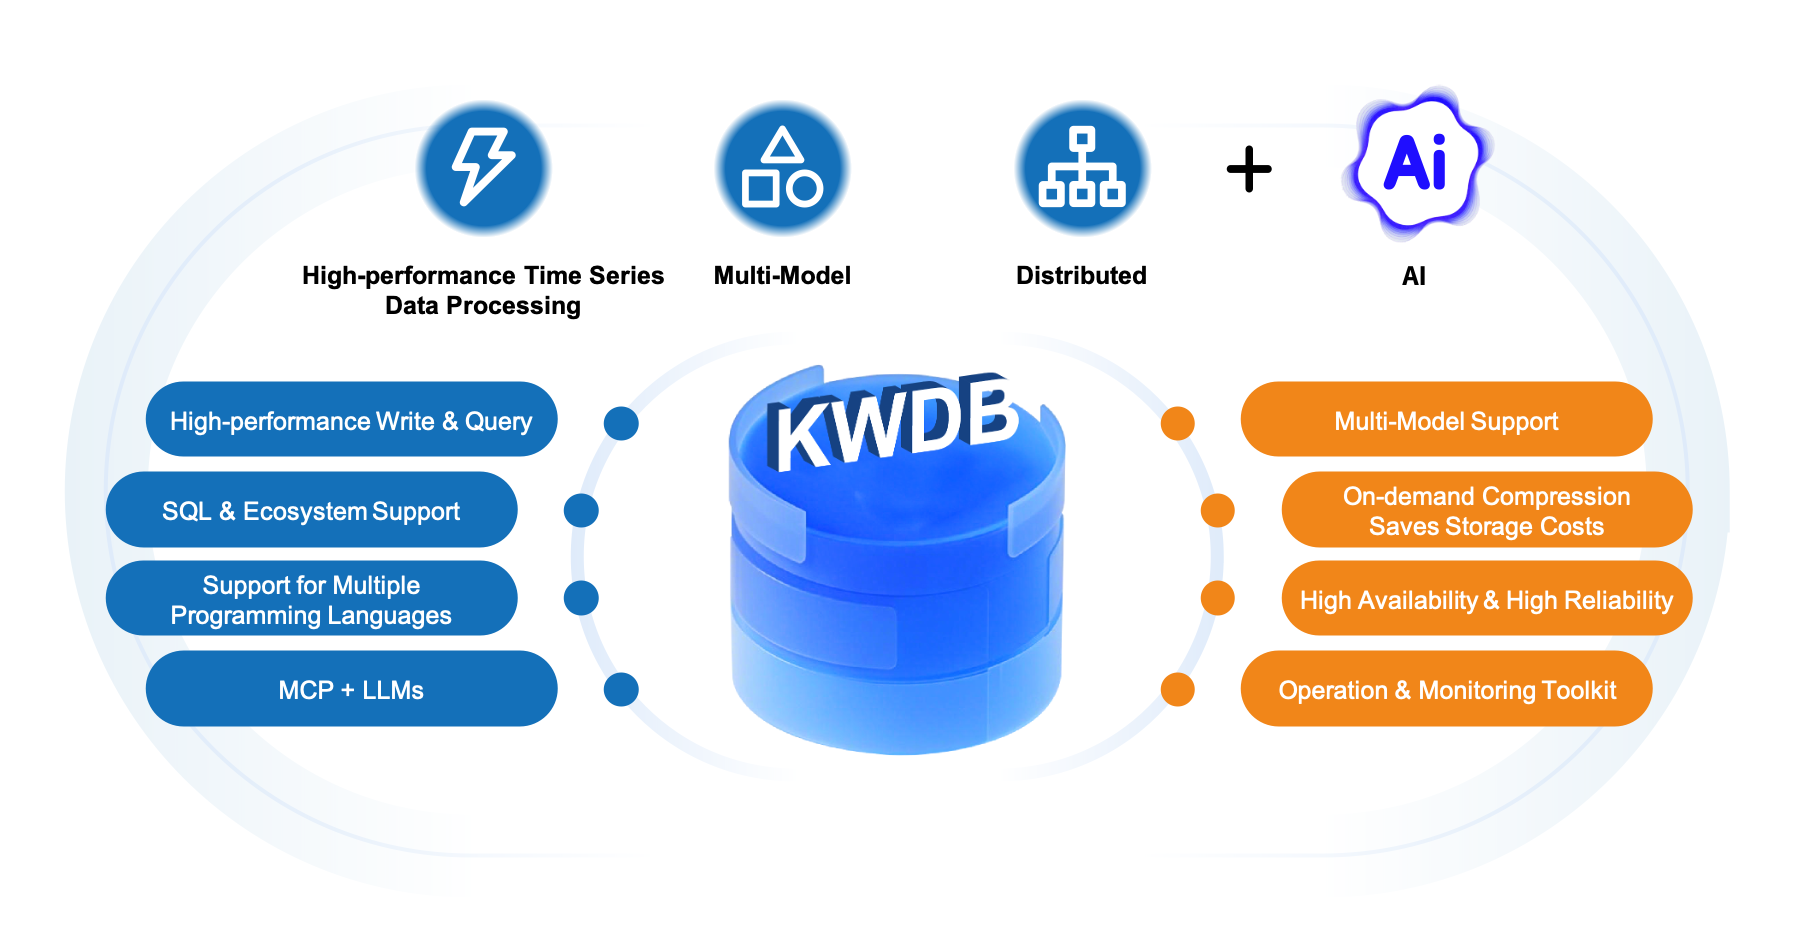 Ai
High-performance Time Series
Data Processing
Multi-Model
Distributed
AI
KWDB
High-performance Write & Query
SQL & Ecosystem Support
Support for Multiple
Programming Languages
MCP + LLMs
Multi-Model Support
On-demand Compression
Saves Storage Costs
High Availability & High Reliability
Operation & Monitoring Toolkit